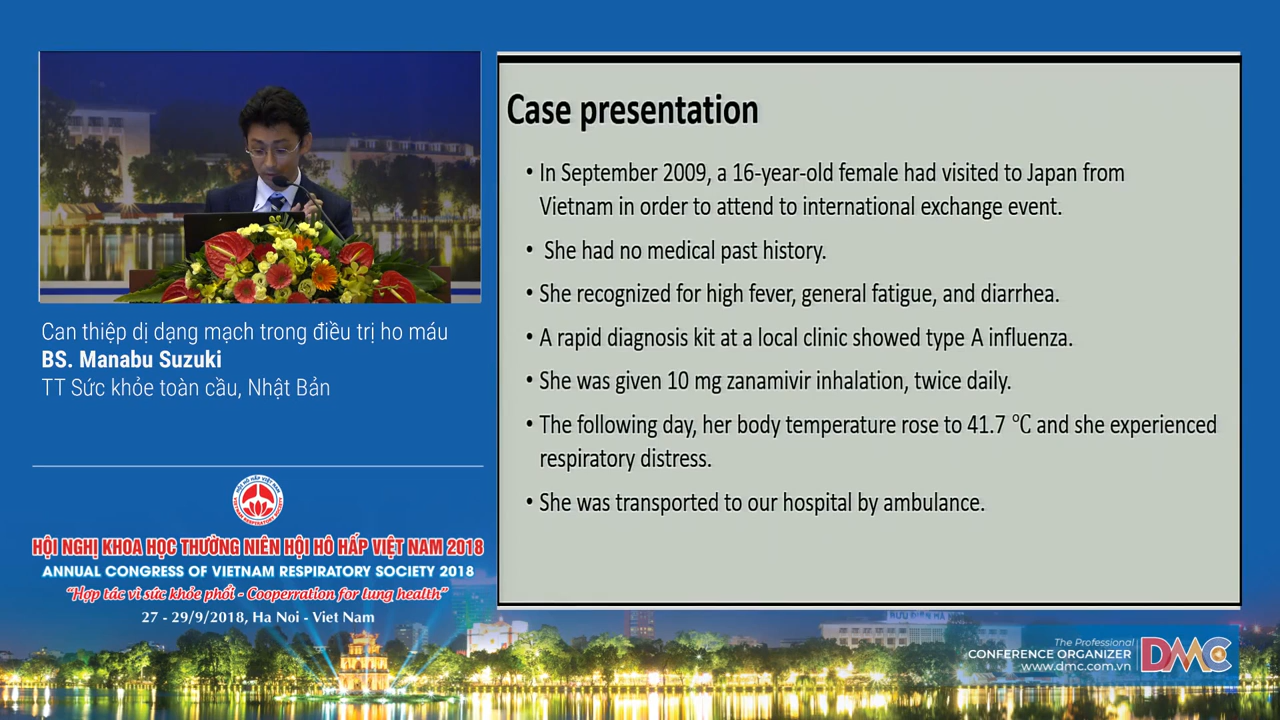 Case presentation
• In September 2009, a 16-year-old female had visited to Japan from
Vietnam in order to attend to international exchange event.
• She had no medical past history.
• She recognized for high fever, general fatigue, and diarrhea.
• A rapid diagnosis kit at a local clinic showed type A influenza.
• She was given 10 mg zanamivir inhalation, twice daily.
• The following day, her body temperature rose to 41.7 ℃ and she experienced
respiratory distress.
• She was transported to our hospital by ambulance.
Can thiệp dị dạng mạch trong điều trị ho máu
BS. Manabu Suzuki
TT Sức khỏe toàn cầu, Nhật Bản
HỘI NGHỊ KHOA HỌC THƯỜNG NIÊN HỘI HÔ HẤP VIỆT NAM 2018
ANNUAL CONGRESS OF VIETNAM RESPIRATORY SOCIETY 2018
"Hợp tác vì sức khỏe phổi - Cooperration for lung health"
27 - 29/9/2018, Ha Noi - Viet Nam
The Professional
CONFERENCE ORGANIZER
www.dmc.com.vn
DMC